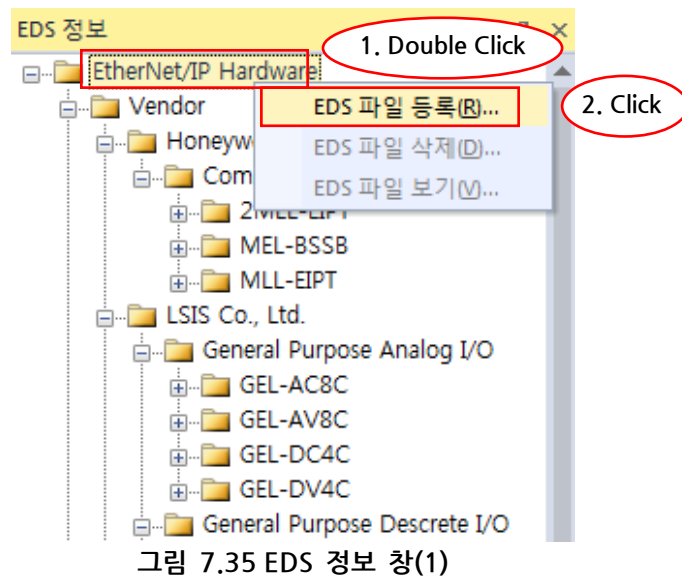 EDS 정보
1. Double Click
EtherNet/IP Hardware
EDS 파일 등록(R)...
2. Click
Vendor
EDS 파일 삭제(D)...
EDS 파일 보기(V)...
MEL-BSSB
MLL-EIPT
LSIS Co., Ltd.
General Purpose Analog I/O
GEL-AC8C
GEL-AV8C
GEL-DC4C
GEL-DV4C
General Purpose Descrete I/O
그림 7.35 EDS 정보 창(1)